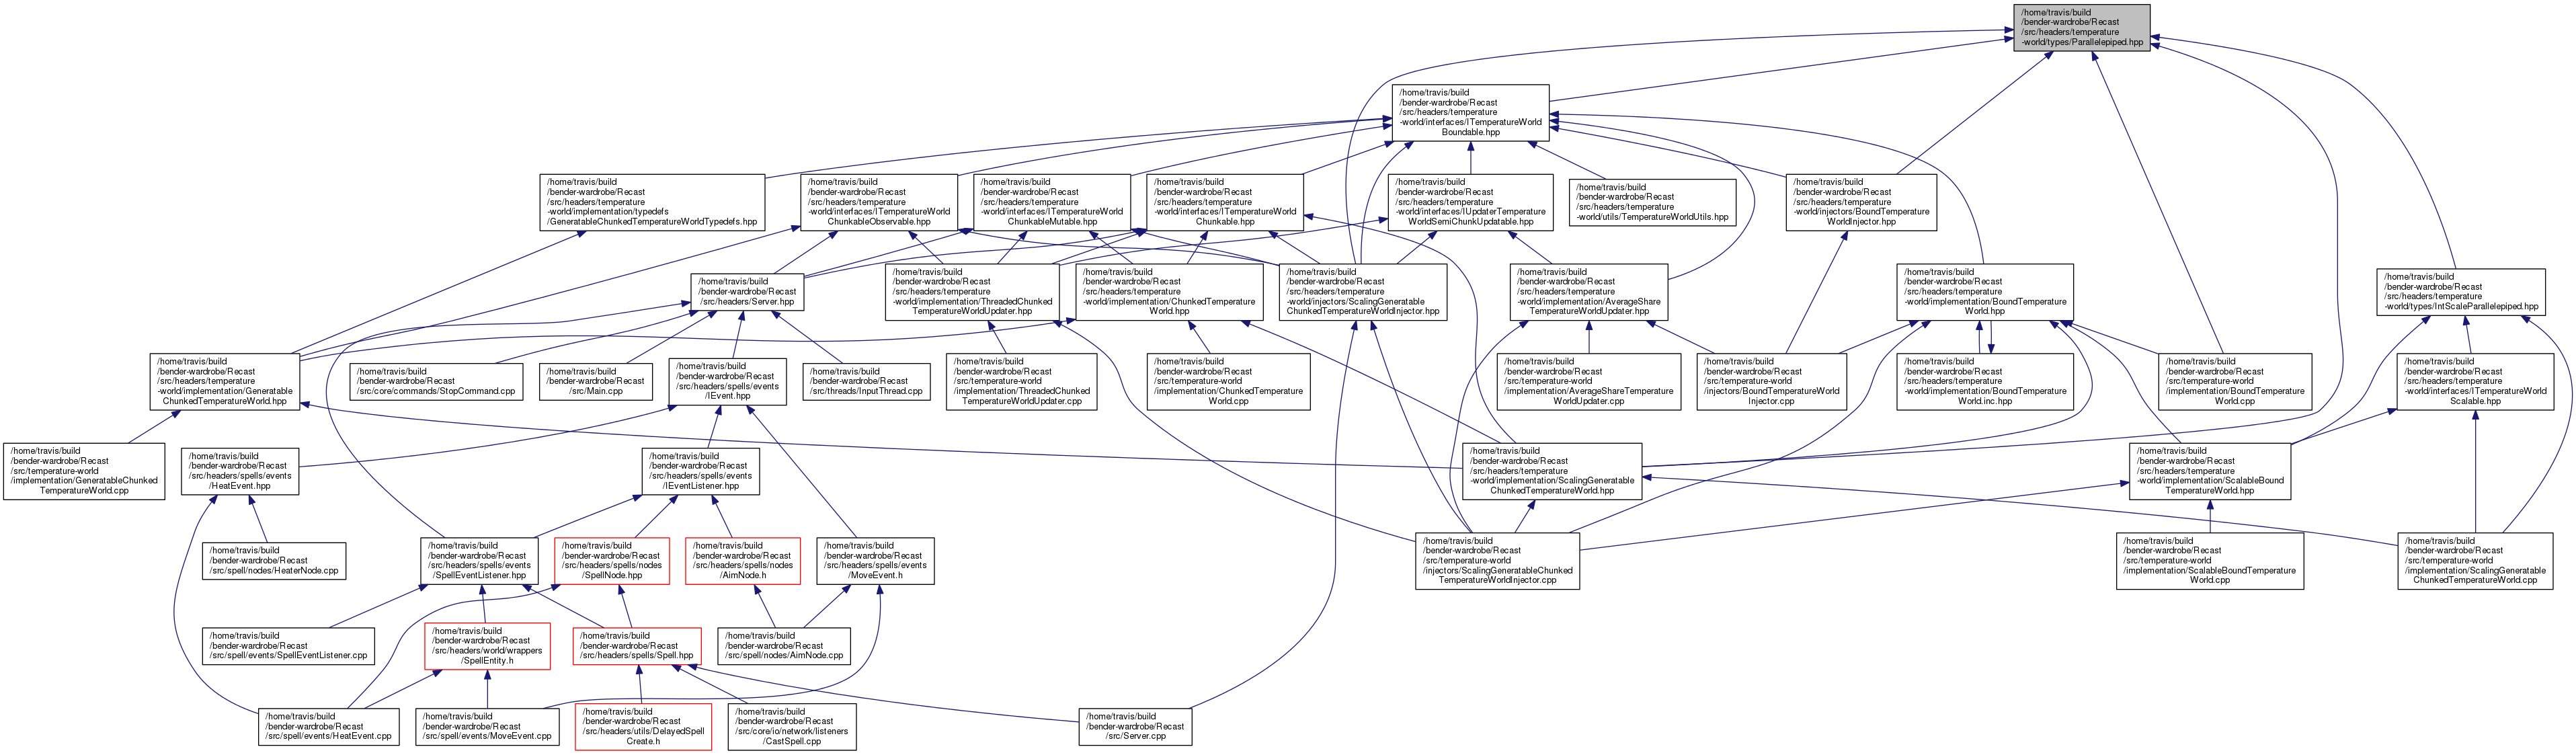 /home/travis/build
/bender-wardrobe/Recast
/src/headers/temperature
-world/types/Parallelepiped.hpp
/home/travis/build
/bender-wardrobe/Recast
/src/headers/temperature
-world/interfaces/ITemperatureWorld
Boundable.hpp
/home/travis/build
/bender-wardrobe/Recast
/src/headers/temperature
-world/implementation/typedefs
/GeneratableChunkedTemperatureWorldTypedefs.hpp
/home/travis/build
/bender-wardrobe/Recast
/src/headers/temperature
-world/interfaces/ITemperatureWorld
ChunkableObservable.hpp
/home/travis/build
/bender-wardrobe/Recast
/src/headers/temperature
-world/interfaces/ITemperatureWorld
ChunkableMutable.hpp
/home/travis/build
/bender-wardrobe/Recast
/src/headers/temperature
-world/interfaces/ITemperatureWorld
Chunkable.hpp
/home/travis/build
/bender-wardrobe/Recast
/src/headers/temperature
-world/interfaces/IUpdaterTemperature
WorldSemiChunkUpdatable.hpp
/home/travis/build
/bender-wardrobe/Recast
/src/headers/temperature
-world/utils/TemperatureWorldUtils.hpp
/home/travis/build
/bender-wardrobe/Recast
/src/headers/temperature
-world/injectors/BoundTemperature
WorldInjector.hpp
/home/travis/build
/bender-wardrobe/Recast
/src/headers/Server.hpp
/home/travis/build
/bender-wardrobe/Recast
/src/headers/temperature
-world/implementation/ThreadedChunked
TemperatureWorldUpdater.hpp
/home/travis/build
/bender-wardrobe/Recast
/src/headers/temperature
-world/implementation/ChunkedTemperature
World.hpp
/home/travis/build
/bender-wardrobe/Recast
/src/headers/temperature
-world/injectors/ScalingGeneratable
ChunkedTemperatureWorldInjector.hpp
/home/travis/build
/bender-wardrobe/Recast
/src/headers/temperature
-world/implementation/AverageShare
TemperatureWorldUpdater.hpp
/home/travis/build
/bender-wardrobe/Recast
/src/headers/temperature
-world/implementation/BoundTemperature
World.hpp
/home/travis/build
/bender-wardrobe/Recast
/src/headers/temperature
-world/types/IntScaleParallelepiped.hpp
/home/travis/build
/bender-wardrobe/Recast
/src/headers/temperature
-world/implementation/Generatable
ChunkedTemperatureWorld.hpp
/home/travis/build
/bender-wardrobe/Recast
/src/core/commands/StopCommand.cpp
/home/travis/build
/bender-wardrobe/Recast
/src/Main.cpp
/home/travis/build
/bender-wardrobe/Recast
/src/headers/spells/events
/IEvent.hpp
/home/travis/build
/bender-wardrobe/Recast
/src/threads/InputThread.cpp
/home/travis/build
/bender-wardrobe/Recast
/src/temperature-world
/implementation/ThreadedChunked
TemperatureWorldUpdater.cpp
/home/travis/build
/bender-wardrobe/Recast
/src/temperature-world
/implementation/ChunkedTemperature
World.cpp
/home/travis/build
/bender-wardrobe/Recast
/src/temperature-world
/implementation/AverageShareTemperature
WorldUpdater.cpp
/home/travis/build
/bender-wardrobe/Recast
/src/temperature-world
/injectors/BoundTemperatureWorld
Injector.cpp
/home/travis/build
/bender-wardrobe/Recast
/src/headers/temperature
-world/implementation/BoundTemperature
World.inc.hpp
/home/travis/build
/bender-wardrobe/Recast
/src/temperature-world
/implementation/BoundTemperature
World.cpp
/home/travis/build
/bender-wardrobe/Recast
/src/headers/temperature
-world/interfaces/ITemperatureWorld
Scalable.hpp
/home/travis/build
/bender-wardrobe/Recast
/src/temperature-world
/implementation/GeneratableChunked
TemperatureWorld.cpp
/home/travis/build
/bender-wardrobe/Recast
/src/headers/spells/events
/HeatEvent.hpp
/home/travis/build
/bender-wardrobe/Recast
/src/headers/spells/events
/IEventListener.hpp
/home/travis/build
/bender-wardrobe/Recast
/src/headers/temperature
-world/implementation/ScalingGeneratable
ChunkedTemperatureWorld.hpp
/home/travis/build
/bender-wardrobe/Recast
/src/headers/temperature
-world/implementation/ScalableBound
TemperatureWorld.hpp
/home/travis/build
/bender-wardrobe/Recast
/src/spell/nodes/HeaterNode.cpp
/home/travis/build
/bender-wardrobe/Recast
/src/headers/spells/events
/SpellEventListener.hpp
/home/travis/build
/bender-wardrobe/Recast
/src/headers/spells/nodes
/SpellNode.hpp
/home/travis/build
/bender-wardrobe/Recast
/src/headers/spells/nodes
/AimNode.h
/home/travis/build
/bender-wardrobe/Recast
/src/headers/spells/events
/MoveEvent.h
/home/travis/build
/bender-wardrobe/Recast
/src/temperature-world
/injectors/ScalingGeneratableChunked
TemperatureWorldInjector.cpp
/home/travis/build
/bender-wardrobe/Recast
/src/temperature-world
/implementation/ScalableBoundTemperature
World.cpp
/home/travis/build
/bender-wardrobe/Recast
/src/temperature-world
/implementation/ScalingGeneratable
ChunkedTemperatureWorld.cpp
/home/travis/build
/bender-wardrobe/Recast
/src/spell/events/SpellEventListener.cpp
/home/travis/build
/bender-wardrobe/Recast
/src/headers/world/wrappers
/SpellEntity.h
/home/travis/build
/bender-wardrobe/Recast
/src/headers/spells/Spell.hpp
/home/travis/build
/bender-wardrobe/Recast
/src/spell/nodes/AimNode.cpp
/home/travis/build
/bender-wardrobe/Recast
/src/spell/events/HeatEvent.cpp
/home/travis/build
/bender-wardrobe/Recast
/src/spell/events/MoveEvent.cpp
/home/travis/build
/bender-wardrobe/Recast
/src/headers/utils/DelayedSpell
Create.h
/home/travis/build
/bender-wardrobe/Recast
/src/core/io/network/listeners
/CastSpell.cpp
/home/travis/build
/bender-wardrobe/Recast
/src/Server.cpp